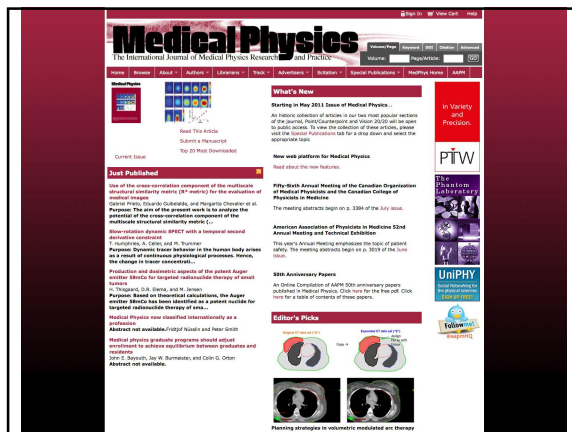 Sign In View Cart Help
Medical Physics
The International Journal of Medical Physics Research and Practice
Volume/Page Keyword DOI Citation Advanced
Volume: Page/Article: GO
Home Browse About Authors Librarians Track Advertisers Scitation Special Publications MedPhys Home AAPM
Medical Physics
Read This Article
Submit a Manuscript
Top 20 Most Downloaded
Current Issue
Just Published
Use of the cross-correlation component of the multiscale
structural similarity metric (R* metric) for the evaluation of
medical images
Gabriel Prieto, Eduardo Guibelalde, and Margarita Chevalier et al.
Purpose: The aim of the present work is to analyze the
potential of the cross-correlation component of the
multiscale structural similarity metric (...
Slow-rotation dynamic SPECT with a temporal second
derivative constraint
T. Humphries, A. Celler, and M. Trummer
Purpose: Dynamic tracer behavior in the human body arises
as a result of continuous physiological processes. Hence,
the change in tracer concentrati...
Production and dosimetric aspects of the potent Auger
emitter 58mCo for targeted radionuclide therapy of small
tumors
H. Thisgaard, D.R. Elema, and M. Jensen
Purpose: Based on theoretical calculations, the Auger
emitter 58mCo has been identified as a potent nuclide for
targeted radionuclide therapy of sma...
Medical Physics now classified internationally as a
profession
Abstract not available.Fridtjof Nüsslin and Peter Smith
Medical physics graduate programs should adjust
enrollment to achieve equilibrium between graduates and
residents
John E. Bayouth, Jay W. Burmeister, and Colin G. Orton
Abstract not available.
What's New
Starting in May 2011 Issue of Medical Physics...
An historic collection of articles in our two most popular sections
of the Journal, Point/Counterpoint and Vision 20/20 will be open
to public access. To view the collection of these articles, please
visit the Special Publications tab for a drop down and select the
appropriate topic
New web platform for Medical Physics
Read about the new features.
Fifty-Sixth Annual Meeting of the Canadian Organization
of Medical Physicists and the Canadian College of
Physicists in Medicine
The meeting abstracts begin on p. 3384 of the July issue.
American Association of Physicists in Medicine 52nd
Annual Meeting and Technical Exhibition
This year's Annual Meeting emphasizes the topic of patient
safety. The meeting abstracts begin on p. 3019 of the June
issue.
50th Anniversary Papers
An Online Compilation of AAPM 50th anniversary papers
published in Medical Physics. Click here for the free pdf. Click
here for a table of contents of these papers.
Editor's Picks
Original CT data set ("O")
Expanded CT data set ("E")
Copy
Planning strategies in volumetric modulated arc therapy
in Variety
and
Precision.
PTW
The
Phantom
Laboratory
UniPHY
Social Networking for
the physical sciences
SIGN UP FREE!
Follow me!
@aapmHQ